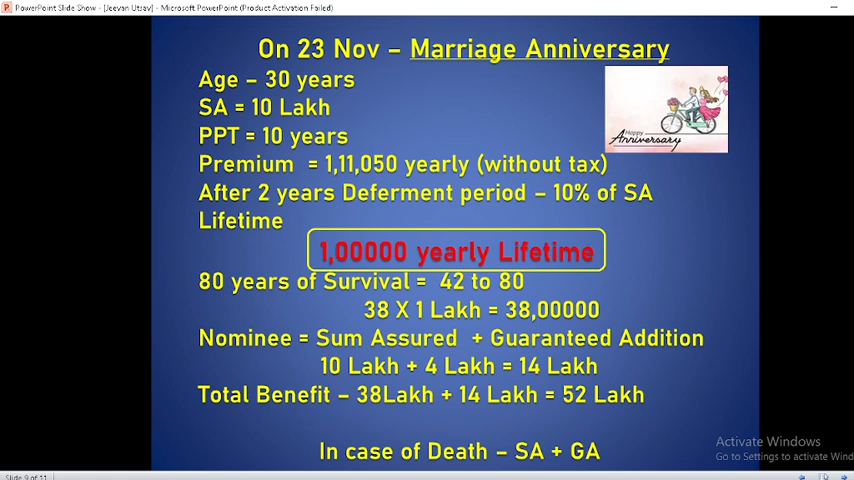 PowerPoint Slide Show - [Jeevan Utsav] - Microsoft PowerPoint (Product Activation Failed)
On 23 Nov – Marriage Anniversary
Age – 30 years
SA = 10 Lakh
PPT = 10 years
Premium = 1,11,050 yearly (without tax)
After 2 years Deferment period – 10% of SA
Lifetime
Happy
Anniversary
1,00000 yearly Lifetime
80 years of Survival = 42 to 80
38 X 1 Lakh = 38,00000
Nominee = Sum Assured + Guaranteed Addition
10 Lakh + 4 Lakh = 14 Lakh
Total Benefit – 38Lakh + 14 Lakh = 52 Lakh
In case of Death – SA + GA
Activate Windows
Go to Settings to activate Wind
Slide 9 of 11